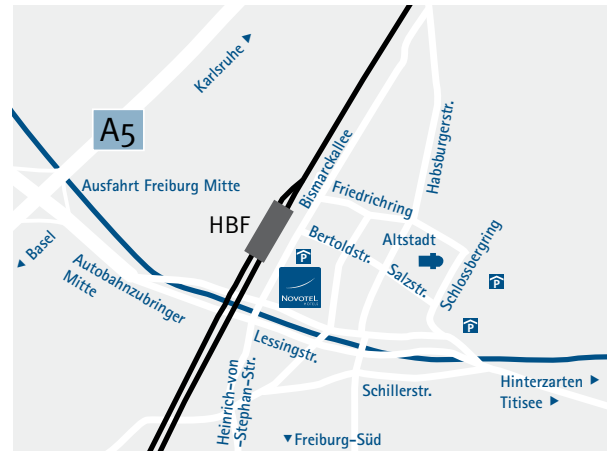 Karlsruhe
A5
Ausfahrt Freiburg Mitte
Basel
Autobahnzubringer
Mitte
HBF
Bismarckallee
Friedrichring
Habsburgerstr.
Bertoldstr.
Altstadt
Salzstr.
Schlossbergring
P
P
P
NOVOTEL
HOTELS
Lessingstr.
Heinrich-von
-Stephan-Str.
Schillerstr.
Hinterzarten
Titisee
Freiburg-Süd